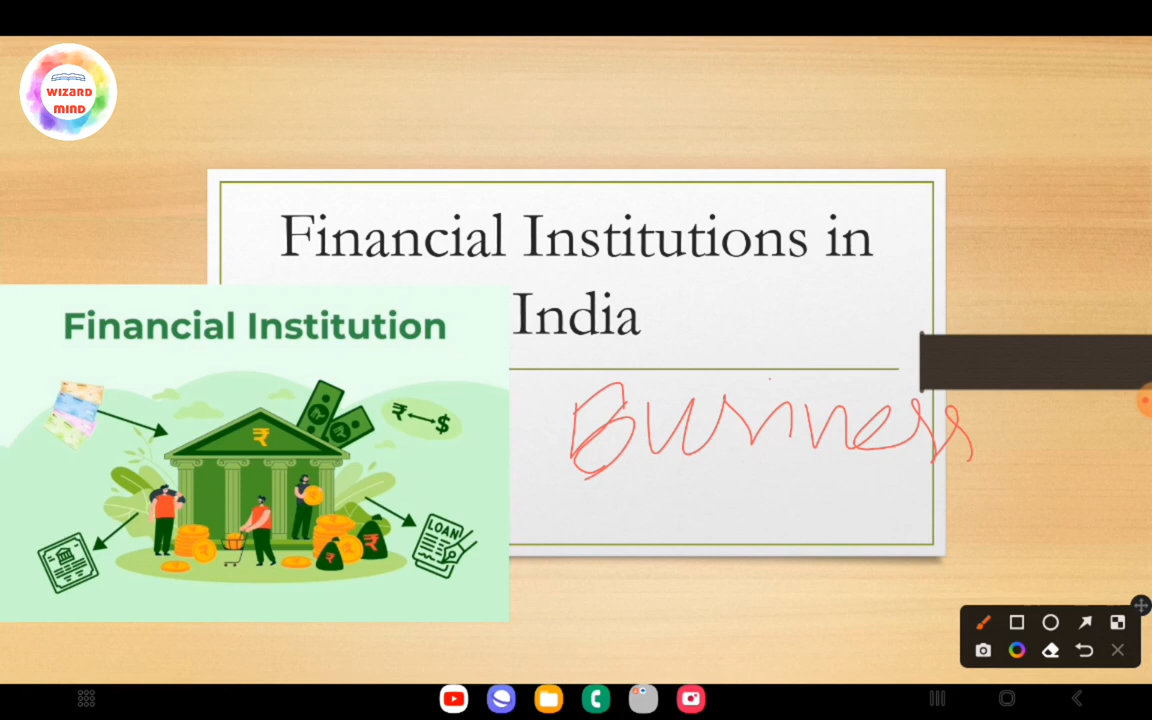 WIZARD
MIND
Financial Institutions in
India
Financial Institution
₹
₹ $
LOAN
Business